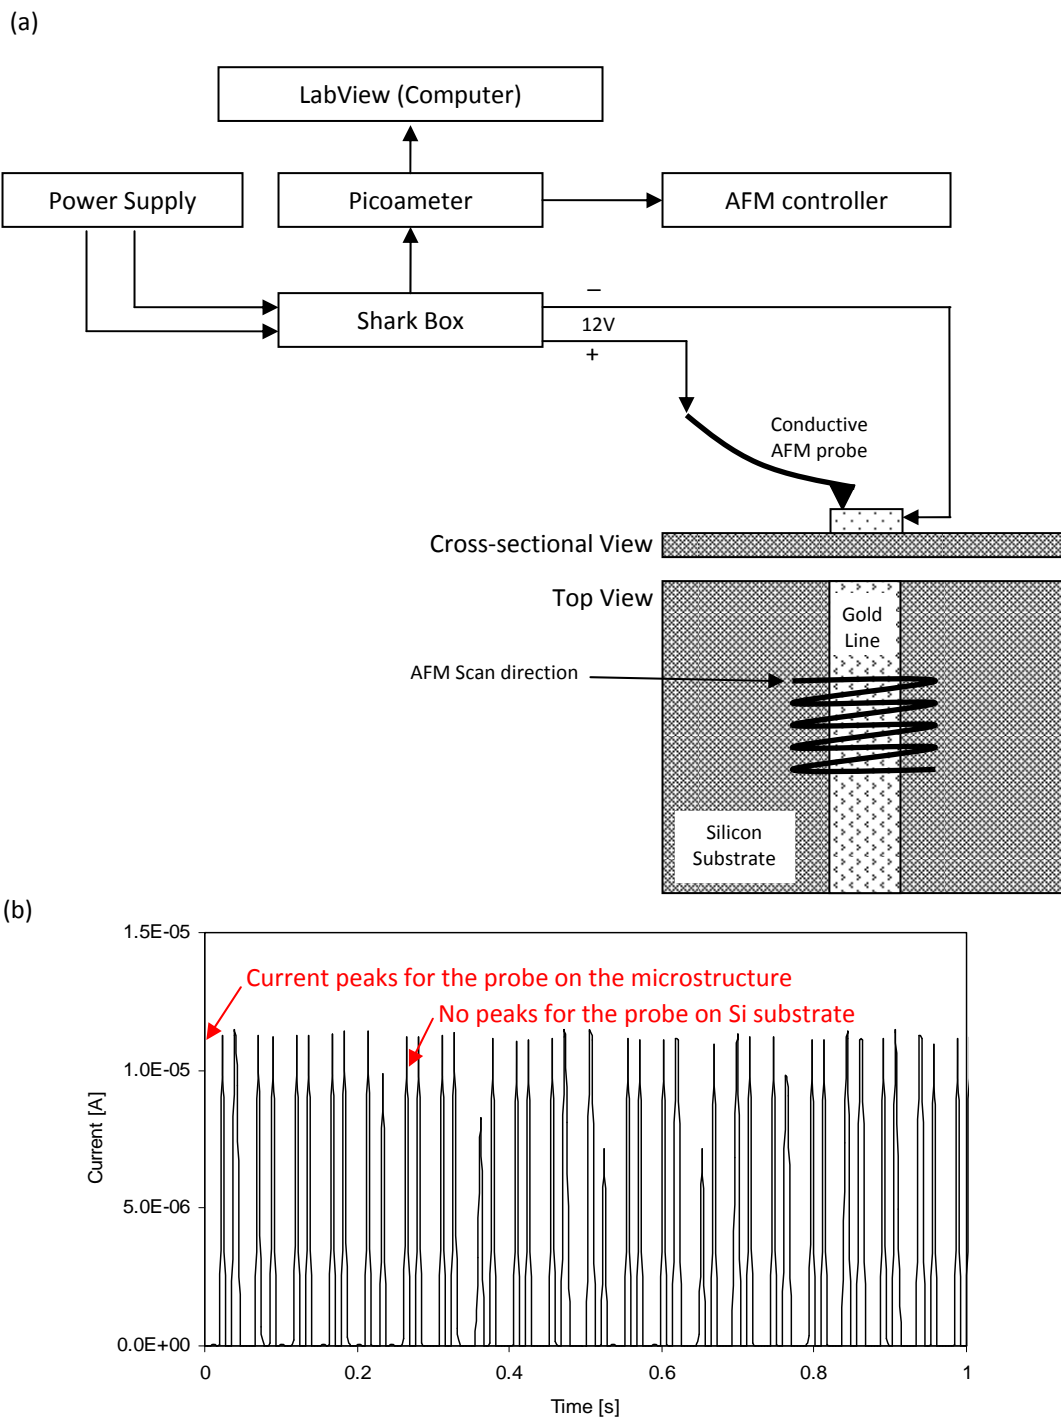 (a)
LabView (Computer)
Power Supply
Picoameter
AFM controller
Shark Box
–
12V
+
Conductive
AFM probe
Cross-sectional View
Top View
Gold
Line
AFM Scan direction
Silicon
Substrate
(b)
1.5E-05
Current peaks for the probe on the microstructure
No peaks for the probe on Si substrate
1.0E-05
Current [A]
5.0E-06
0.0E+00
0
0.2
0.4
0.6
0.8
1
Time [s]